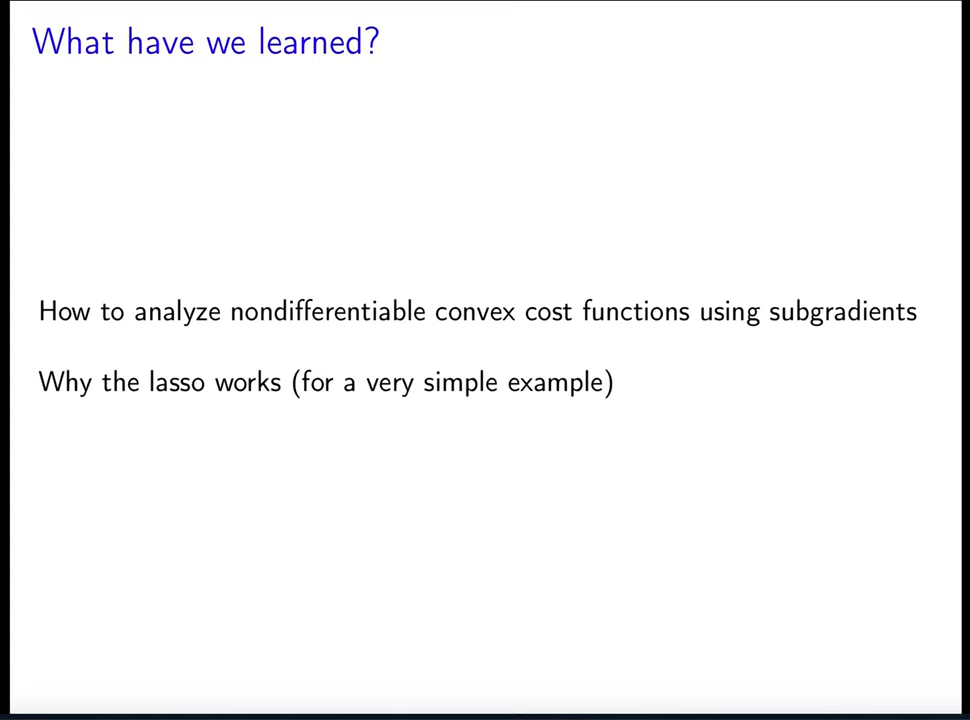 What have we learned?
How to analyze nondifferentiable convex cost functions using subgradients
Why the lasso works (for a very simple example)